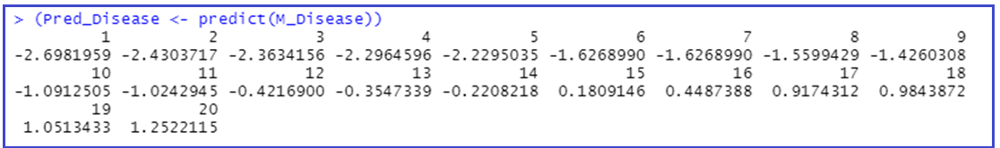 > (Pred_Disease <- predict(M_Disease))
1 2 3 4 5 6 7 8 9
-2.6981959 -2.4303717 -2.3634156 -2.2964596 -2.2295035 -1.6268990 -1.6268990 -1.5599429 -1.4260308
10 11 12 13 14 15 16 17 18
-1.0912505 -1.0242945 -0.4216900 -0.3547339 -0.2208218 0.1809146 0.4487388 0.9174312 0.9843872
19 20
1.0513433 1.2522115